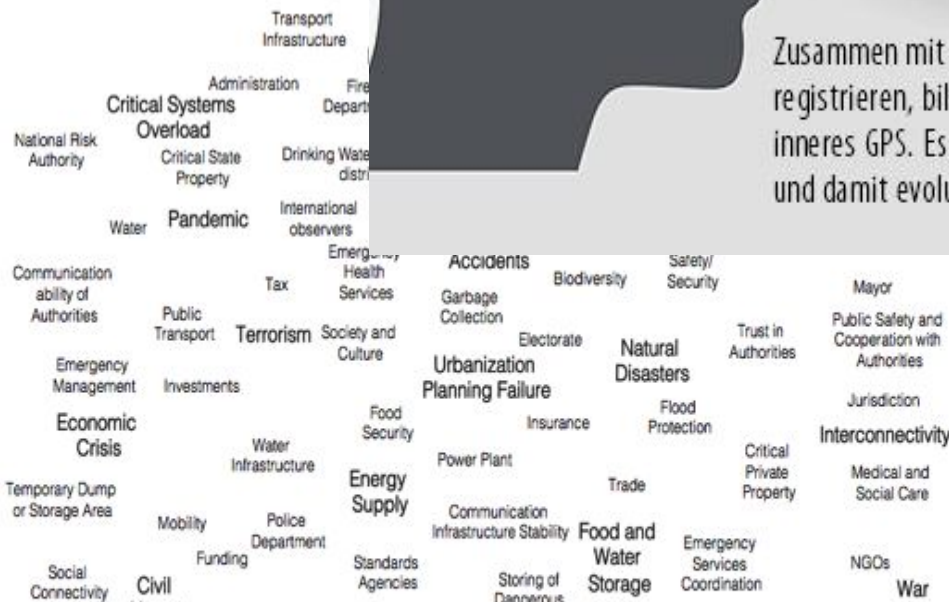 Transport
Infrastructure
Administration
Fire
Critical Systems
Overload
National Risk
Authority
Critical State
Property
Drinking
International
observers
Water
Pandemic
Emergency
Health
Services
Communication
ability of
Authorities
Tax
Public
Transport
Terrorism
Society and
Culture
Emergency
Management
Investments
Economic
Crisis
Food
Security
Water
Infrastructure
Energy
Supply
Temporary Dump
or Storage Area
Mobility
Police
Department
Funding
Standards
Agencies
Social
Connectivity
Civil
Zusammen mit
registrieren,
inneres GPS. Es
und damit
Accidents
Biodiversity
Safety/
Security
Mayor
Garbage
Collection
Electorate
Natural
Disasters
Trust in
Authorities
Public Safety and
Cooperation with
Authorities
Urbanization
Planning Failure
Jurisdiction
Insurance
Flood
Protection
Interconnectivity
Power Plant
Critical
Private
Property
Trade
Medical and
Social Care
Communication
Infrastructure Stability
Food and
Water
Storage
Emergency
Services
Coordination
NGOs
War
Storing of